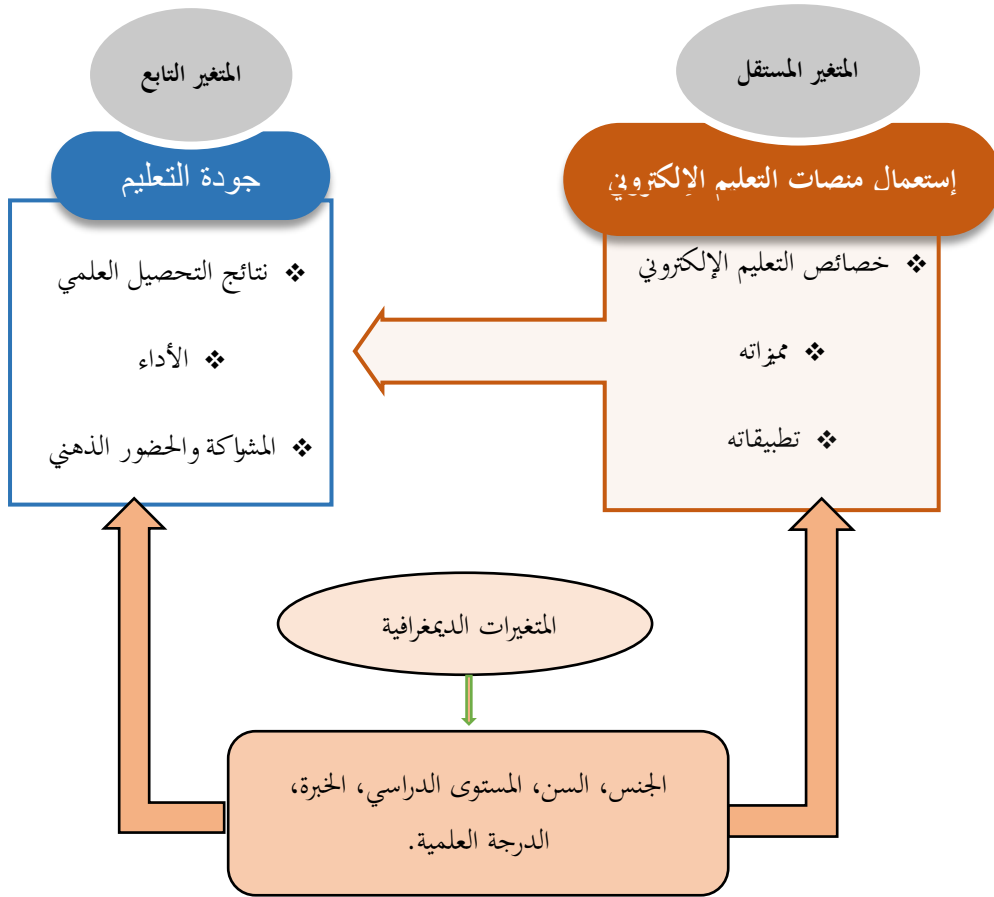 المتغير المستقل
إستعمال منصات التعليم الإلكتروني
❖ خصائص التعليم الإلكتروني
❖ مميزاته
❖ تطبيقاته
المتغير التابع
جودة التعليم
❖ نتائج التحصيل العلمي
❖ الأداء
❖ المشاركة والحضور الذهني
المتغيرات الديمغرافية
الجنس، السن، المستوى الدراسي، الخبرة،
الدرجة العلمية.